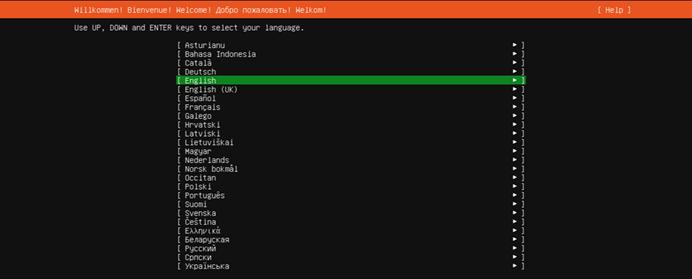 Willkommen! Bienvenue! Welcome! Добро пожаловать! Welkom! [ Help ]
Use UP, DOWN and ENTER keys to select your language.
[ Asturianu ► ]
[ Bahasa Indonesia ► ]
[ Català ► ]
[ Deutsch ► ]
[ English ► ]
[ English (UK) ► ]
[ Español ► ]
[ Français ► ]
[ Galego ► ]
[ Hrvatski ► ]
[ Latviski ► ]
[ Lietuviškai ► ]
[ Magyar ► ]
[ Nederlands ► ]
[ Norsk bokmål ► ]
[ Occitan ► ]
[ Polski ► ]
[ Português ► ]
[ Suomi ► ]
[ Svenska ► ]
[ Čeština ► ]
[ Ελληνικά ► ]
[ Беларуская ► ]
[ Русский ► ]
[ Српски ► ]
[ Українська ► ]